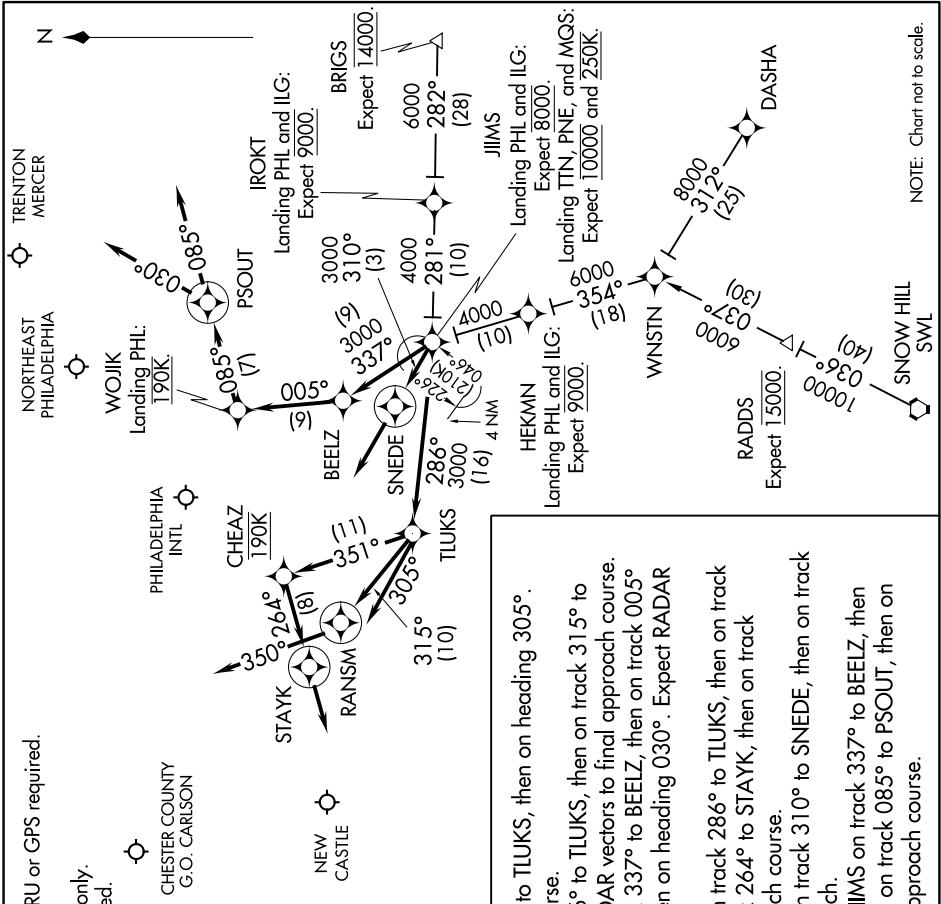 RU or GPS required.
only.
ed.
N
TRENTON
MERCER
NORTHEAST
PHILADELPHIA
PHILADELPHIA
INTL
CHESTER COUNTY
G.O. CARLSON
NEW
CASTLE
BRIGS
Expect 14000.
6000
282°
(28)
IROKT
Landing PHL and ILG:
Expect 9000.
4000
281°
(10)
JIIMS
Landing PHL and ILG:
Expect 8000.
Landing TTN, PNE, and MQS:
Expect 10000 and 250K.
3000
310°
(3)
(9)
3000
337°
030°
085°
PSOUT
085°
(7)
WOJIK
Landing PHL:
190K.
005°
(6)
BEELZ
SNEDE
226°
(210K)
046°
4 NM
286°
3000
(16)
TLUKS
CHEAZ
190K
(11)
351°
264°
(8)
350°
305°
315°
(10)
STAYK
RANSM
4000
(10)
HEKMN
Landing PHL and ILG:
Expect 9000.
6000
354°
(18)
WNSTN
8000
312°
(25)
DASHA
(30)
037°
6000
RADDS
Expect 15000.
(40)
036°
10000
SNOW HILL
SWL
NOTE: Chart not to scale.
to TLUKS, then on heading 305°.
rse.
6° to TLUKS, then on track 315° to
DAR vectors to final approach course.
337° to BEELZ, then on track 005°
en on heading 030°. Expect RADAR
n track 286° to TLUKS, then on track
264° to STAYK, then on track
ch course.
n track 310° to SNEDE, then on track
ch.
IIMS on track 337° to BEELZ, then
on track 085° to PSOUT, then on
pproach course.